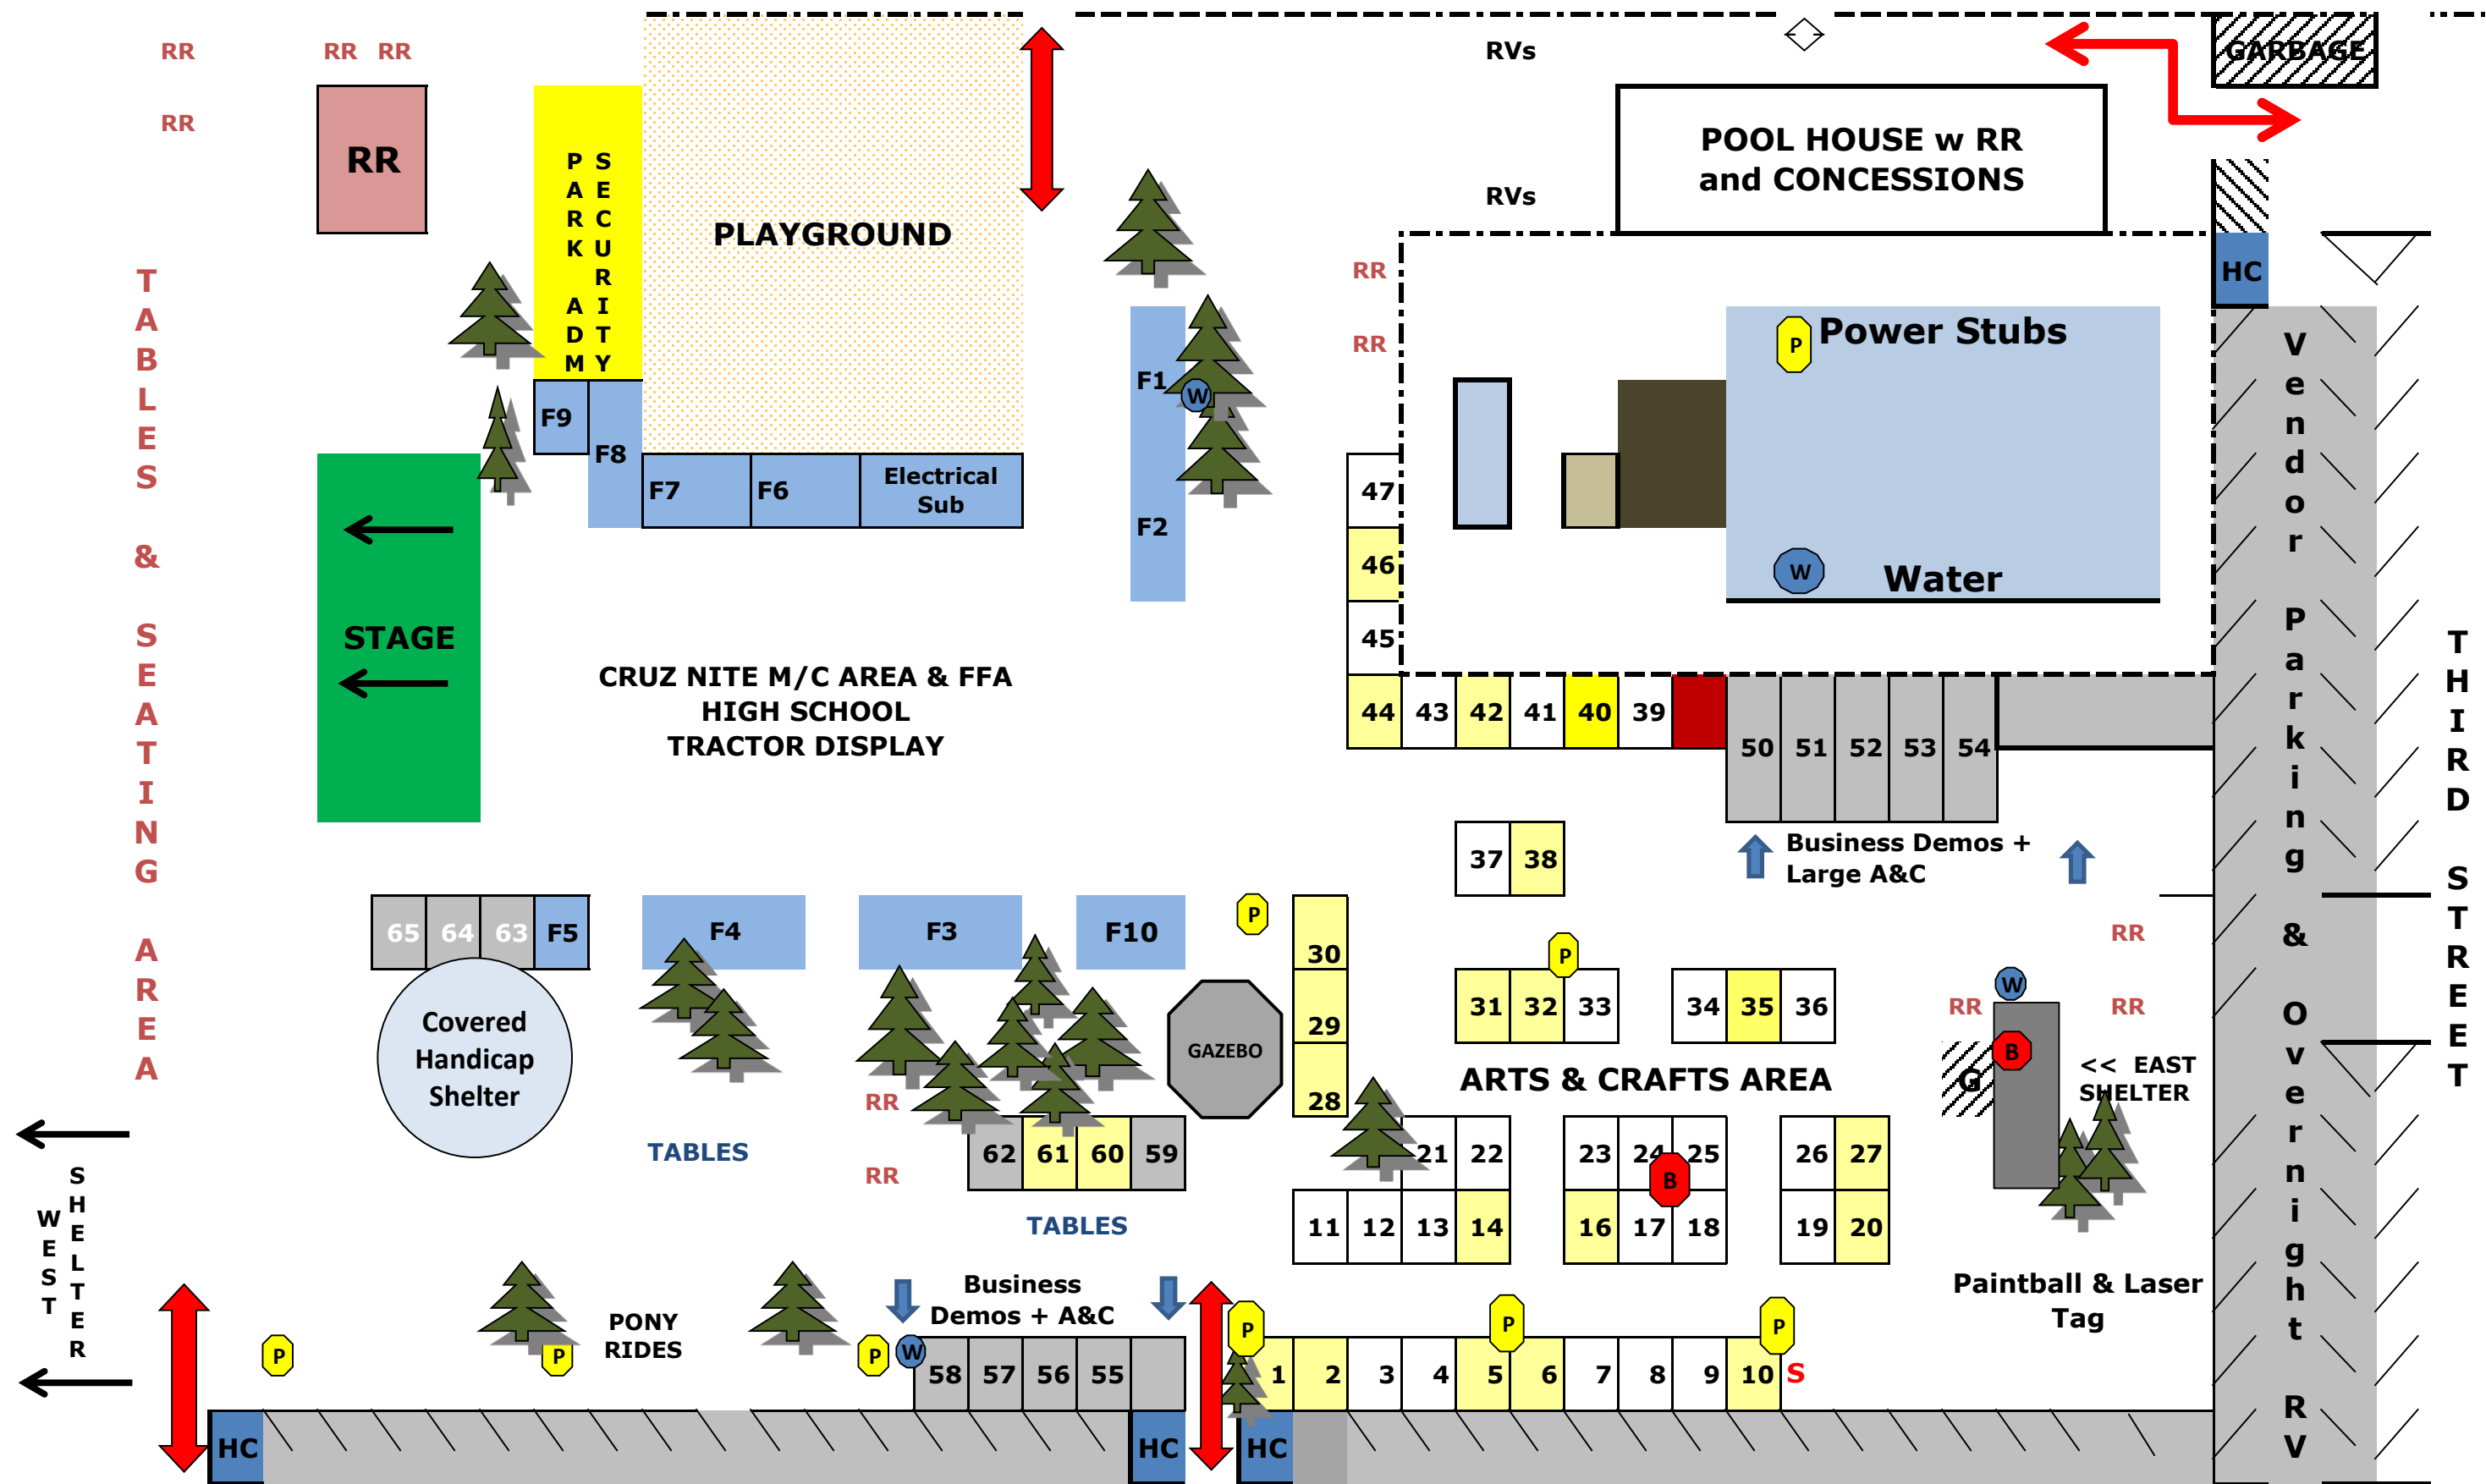 RR RR RR
RVs
GARBAGE
RR
RR
PARK ADM
SECURITY
PLAYGROUND
POOL HOUSE w RR
and CONCESSIONS
RVs
TABLES & SEATING AREA
RR
HC
RR
P Power Stubs
F1
W
F9
F8
F7
F6
Electrical
Sub
F2
47
46
45
W Water
Vendor Parking & Overnight RV
THIRD STREET
STAGE
CRUZ NITE M/C AREA & FFA
HIGH SCHOOL
TRACTOR DISPLAY
44 43 42 41 40 39
50 51 52 53 54
37 38
Business Demos +
Large A&C
65 64 63 F5
F4
F3
F10
P
30
29
28
P
31 32 33
34 35 36
RR
W
RR
RR
Covered
Handicap
Shelter
GAZEBO
ARTS & CRAFTS AREA
B
G
<< EAST
SHELTER
RR
TABLES
RR
62 61 60 59
21 22
23 24 25
26 27
B
TABLES
11 12 13 14
16 17 18
19 20
WEST
SHELTER
PONY
RIDES
Business
Demos + A&C
Paintball & Laser
Tag
P
P
P
W
P
P
P
58 57 56 55
1 2 3 4 5 6 7 8 9 10 S
HC
HC
HC